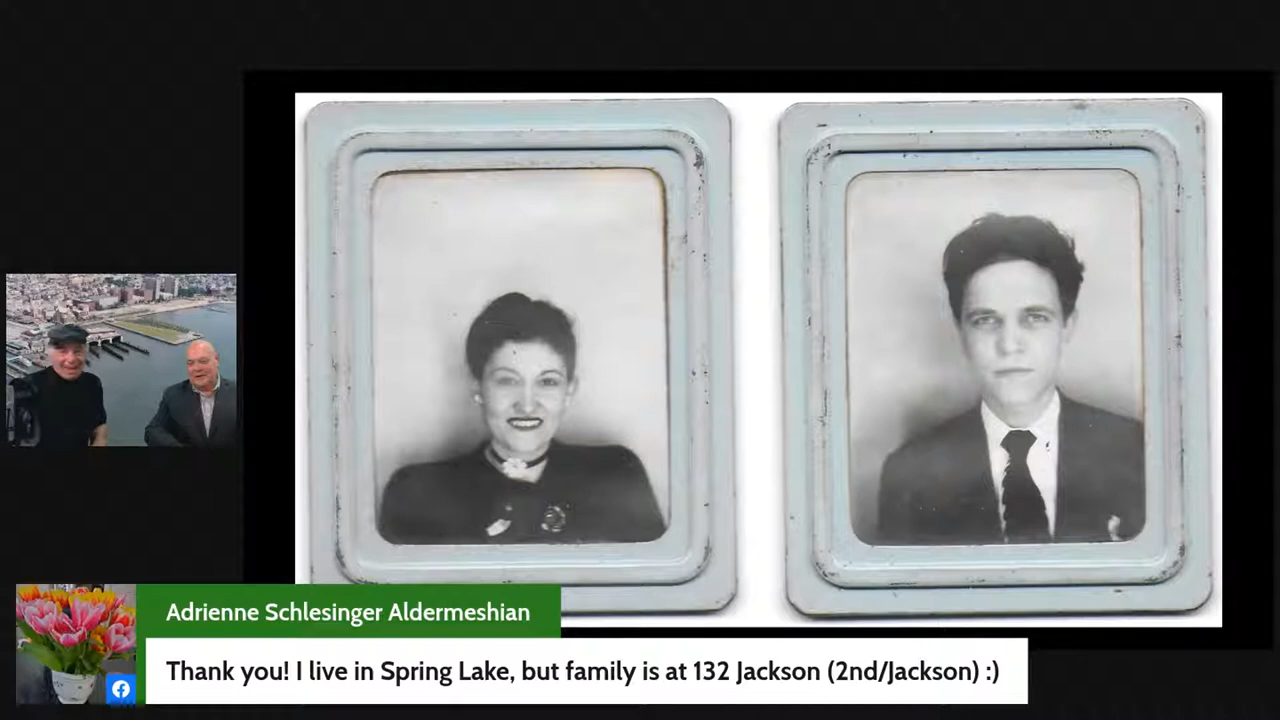 Adrienne Schlesinger Aldermeshian
Thank you! I live in Spring Lake, but family is at 132 Jackson (2nd/Jackson) :)